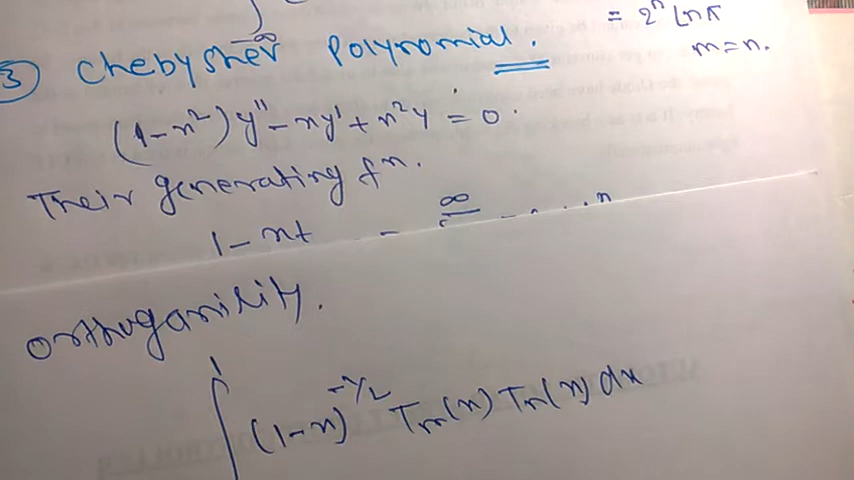 = 2ⁿ ⌊n π
m = n.
③ Chebyshev Polynomial.
(1-x²)y'' - xy' + n²y = 0.
Their generating fn.
1 - xt = ∞ n
orthoganility.
∫ 1 (1-x)^-1/2 Tm(x) Tn(x) dx